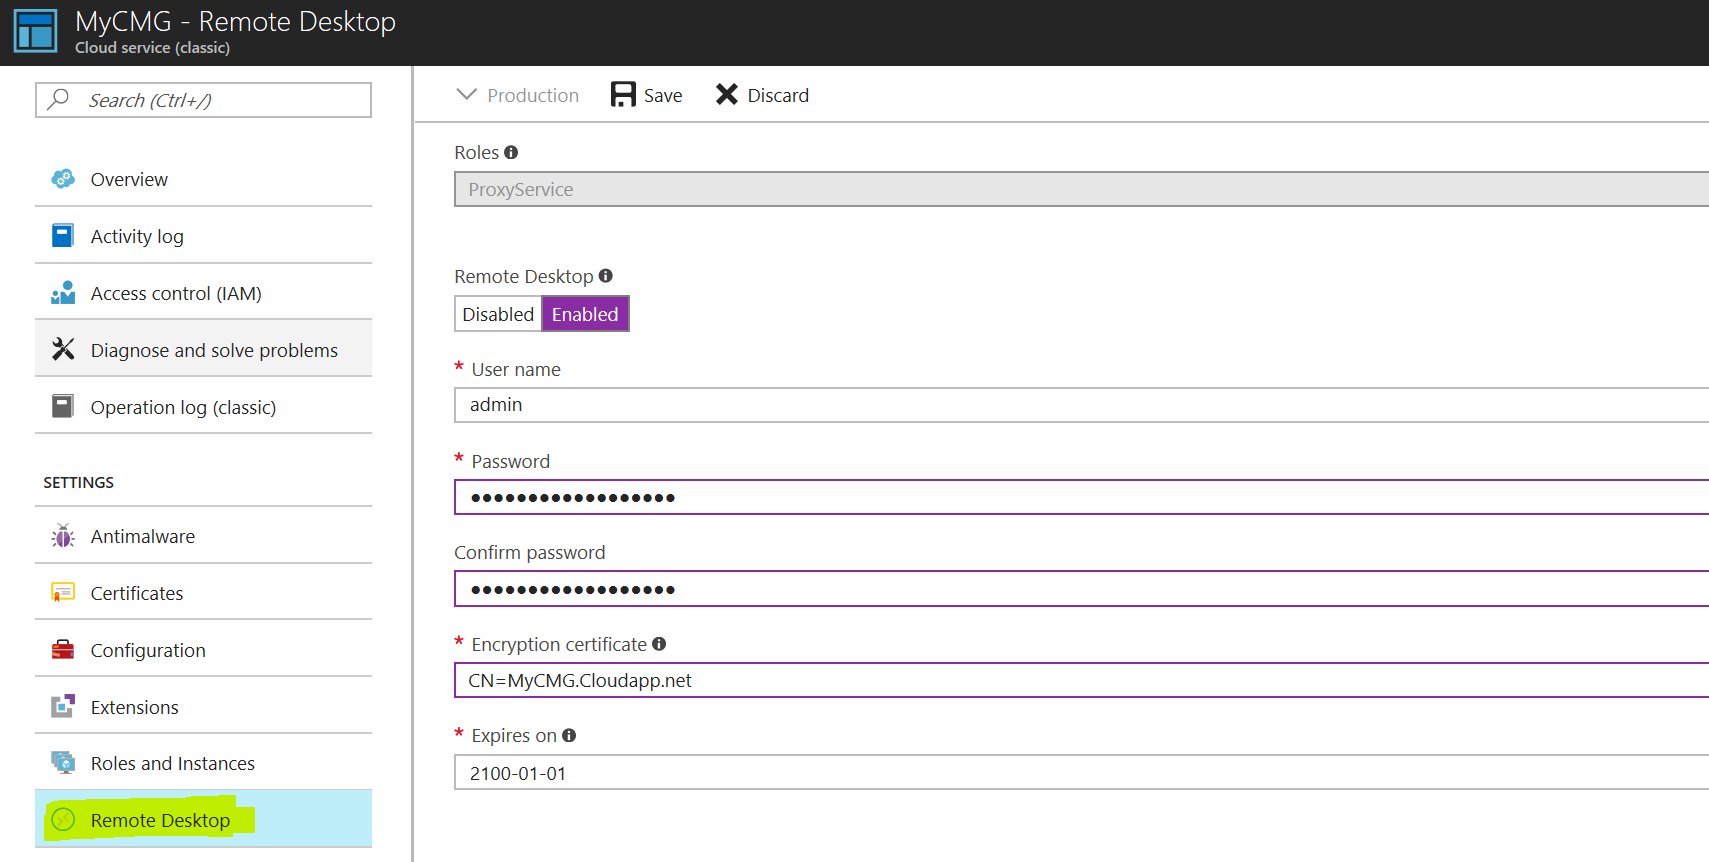 MyCMG - Remote Desktop
Cloud service (classic)
Search (Ctrl+/)
Overview
Activity log
Access control (IAM)
Diagnose and solve problems
Operation log (classic)
SETTINGS
Antimalware
Certificates
Configuration
Extensions
Roles and Instances
Remote Desktop
Production
Save
Discard
Roles
ProxyService
Remote Desktop
Disabled
Enabled
* User name
admin
* Password
●●●●●●●●●●●●●●●●●●
Confirm password
●●●●●●●●●●●●●●●●●●
* Encryption certificate
CN=MyCMG.Cloudapp.net
* Expires on
2100-01-01